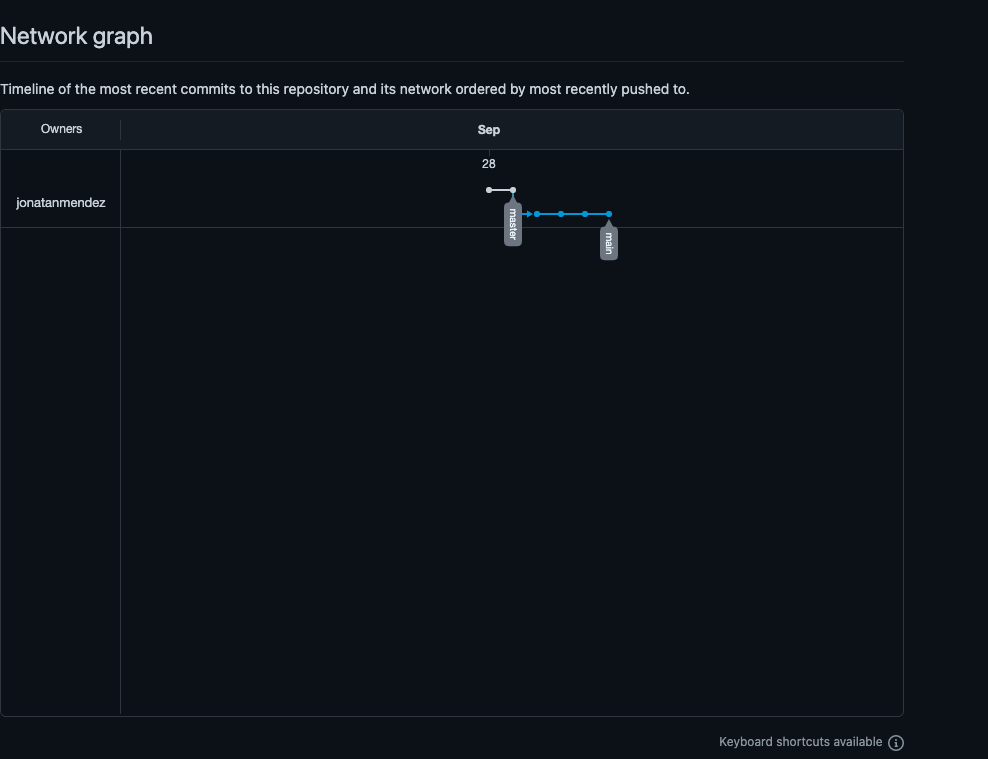 Network graph
Timeline of the most recent commits to this repository and its network ordered by most recently pushed to.
Owners
Sep
28
jonatanmendez
master
main
Keyboard shortcuts available